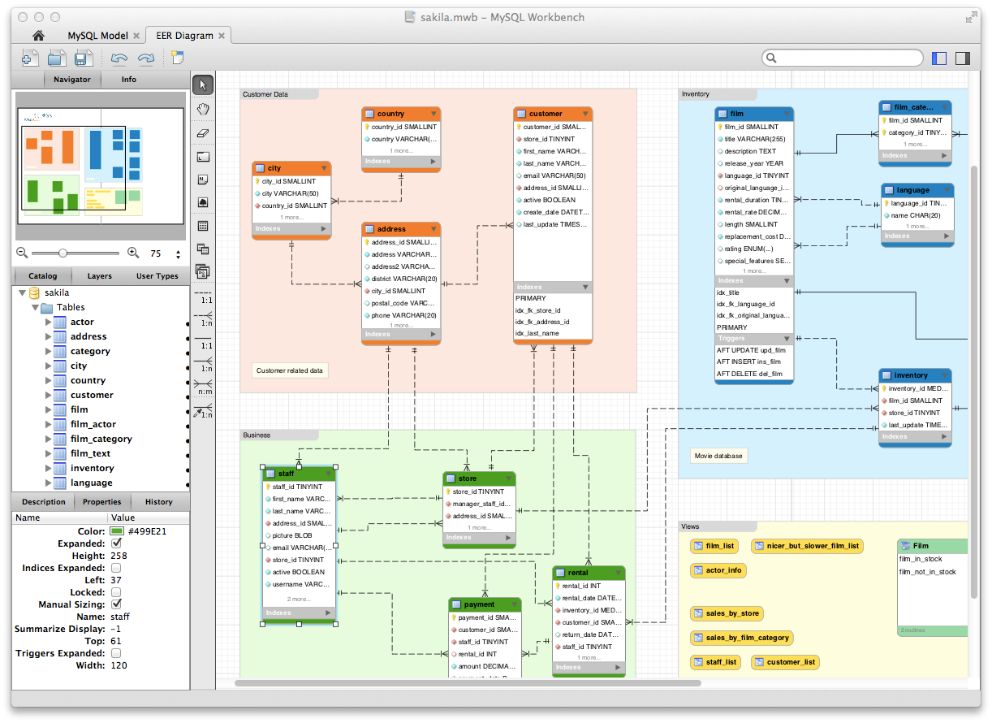 sakila.mwb – MySQL Workbench
MySQL Model
EER Diagram
Navigator
Info
75
Catalog
Layers
User Types
sakila
Tables
actor
address
category
city
country
customer
film
film_actor
film_category
film_text
inventory
language
Description
Properties
History
Name
Value
Color: #499E21
Expanded:
Height: 258
Indices Expanded:
Left: 37
Locked:
Manual Sizing:
Name: staff
Summarize Display: -1
Top: 61
Triggers Expanded:
Width: 120
1:1
1:n
1:1
1:n
n:m
1:n
Customer Data
country
country_id SMALLINT
country VARCHAR(...
1 more...
Indexes
city
city_id SMALLINT
city VARCHAR(50)
country_id SMALLINT
1 more...
Indexes
address
address_id SMALLI...
address VARCHAR...
address2 VARCHA...
district VARCHAR(20)
city_id SMALLINT
postal_code VARC...
phone VARCHAR(20)
1 more...
Indexes
customer
customer_id SMAL...
store_id TINYINT
first_name VARCH...
last_name VARCH...
email VARCHAR(50)
address_id SMALLI...
active BOOLEAN
create_date DATET...
last_update TIMES...
Indexes
PRIMARY
idx_fk_store_id
idx_fk_address_id
idx_last_name
Customer related data
Inventory
film
film_id SMALLINT
title VARCHAR(255)
description TEXT
release_year YEAR
language_id TINYINT
original_language_i...
rental_duration TIN...
rental_rate DECIM...
length SMALLINT
replacement_cost D...
rating ENUM(...)
special_features SE...
1 more...
Indexes
idx_title
idx_fk_language_id
idx_fk_original_langua...
PRIMARY
Triggers
AFT UPDATE upd_film
AFT INSERT ins_film
AFT DELETE del_film
film_cate...
film_id SMALLINT
category_id TINY...
1 more...
Indexes
language
language_id TIN...
name CHAR(20)
1 more...
Indexes
inventory
inventory_id MED...
film_id SMALLINT
store_id TINYINT
last_update TIME...
Indexes
Movie database
Business
staff
staff_id TINYINT
first_name VARC...
last_name VARC...
address_id SMAL...
picture BLOB
email VARCHAR(...
store_id TINYINT
active BOOLEAN
username VARC...
2 more...
Indexes
store
store_id TINYINT
manager_staff_id...
address_id SMAL...
1 more...
Indexes
payment
payment_id SMA...
customer_id SMA...
staff_id TINYINT
rental_id INT
amount DECIMA...
rental
rental_id INT
rental_date DATE...
inventory_id MED...
customer_id SMA...
return_date DAT...
staff_id TINYINT
1 more...
Indexes
Views
film_list
nicer_but_slower_film_list
actor_info
sales_by_store
sales_by_film_category
staff_list
customer_list
Film
film_in_stock
film_not_in_stock
2 routines